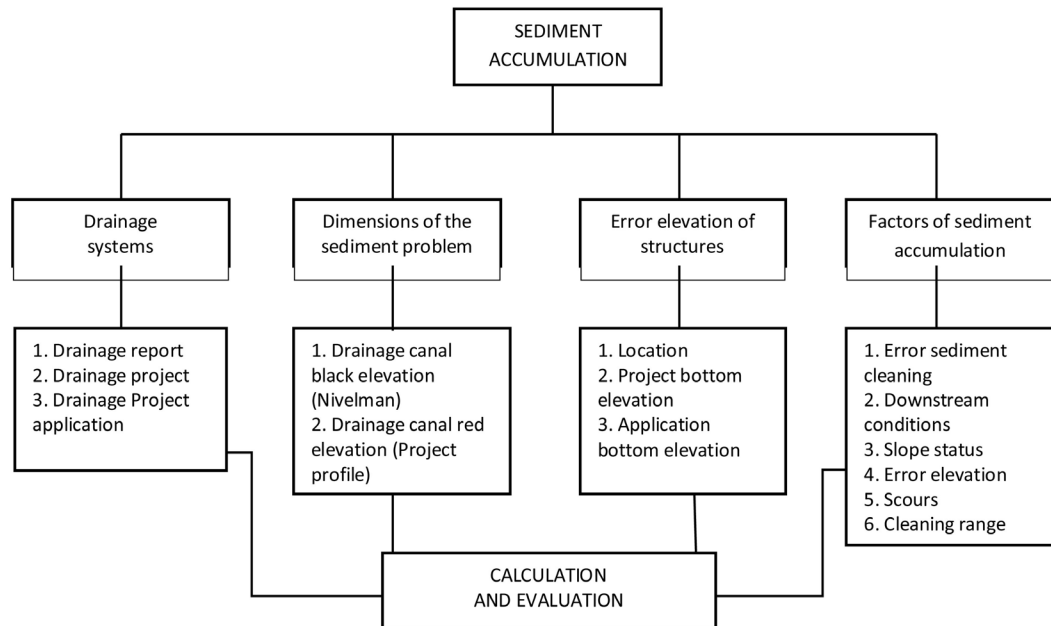 SEDIMENT
ACCUMULATION
Drainage
systems
Dimensions of the
sediment problem
Error elevation of
structures
Factors of sediment
accumulation
1. Drainage report
2. Drainage project
3. Drainage Project
application
1. Drainage canal
black elevation
(Nivelman)
2. Drainage canal red
elevation (Project
profile)
1. Location
2. Project bottom
elevation
3. Application
bottom elevation
1. Error sediment
cleaning
2. Downstream
conditions
3. Slope status
4. Error elevation
5. Scours
6. Cleaning range
CALCULATION
AND EVALUATION